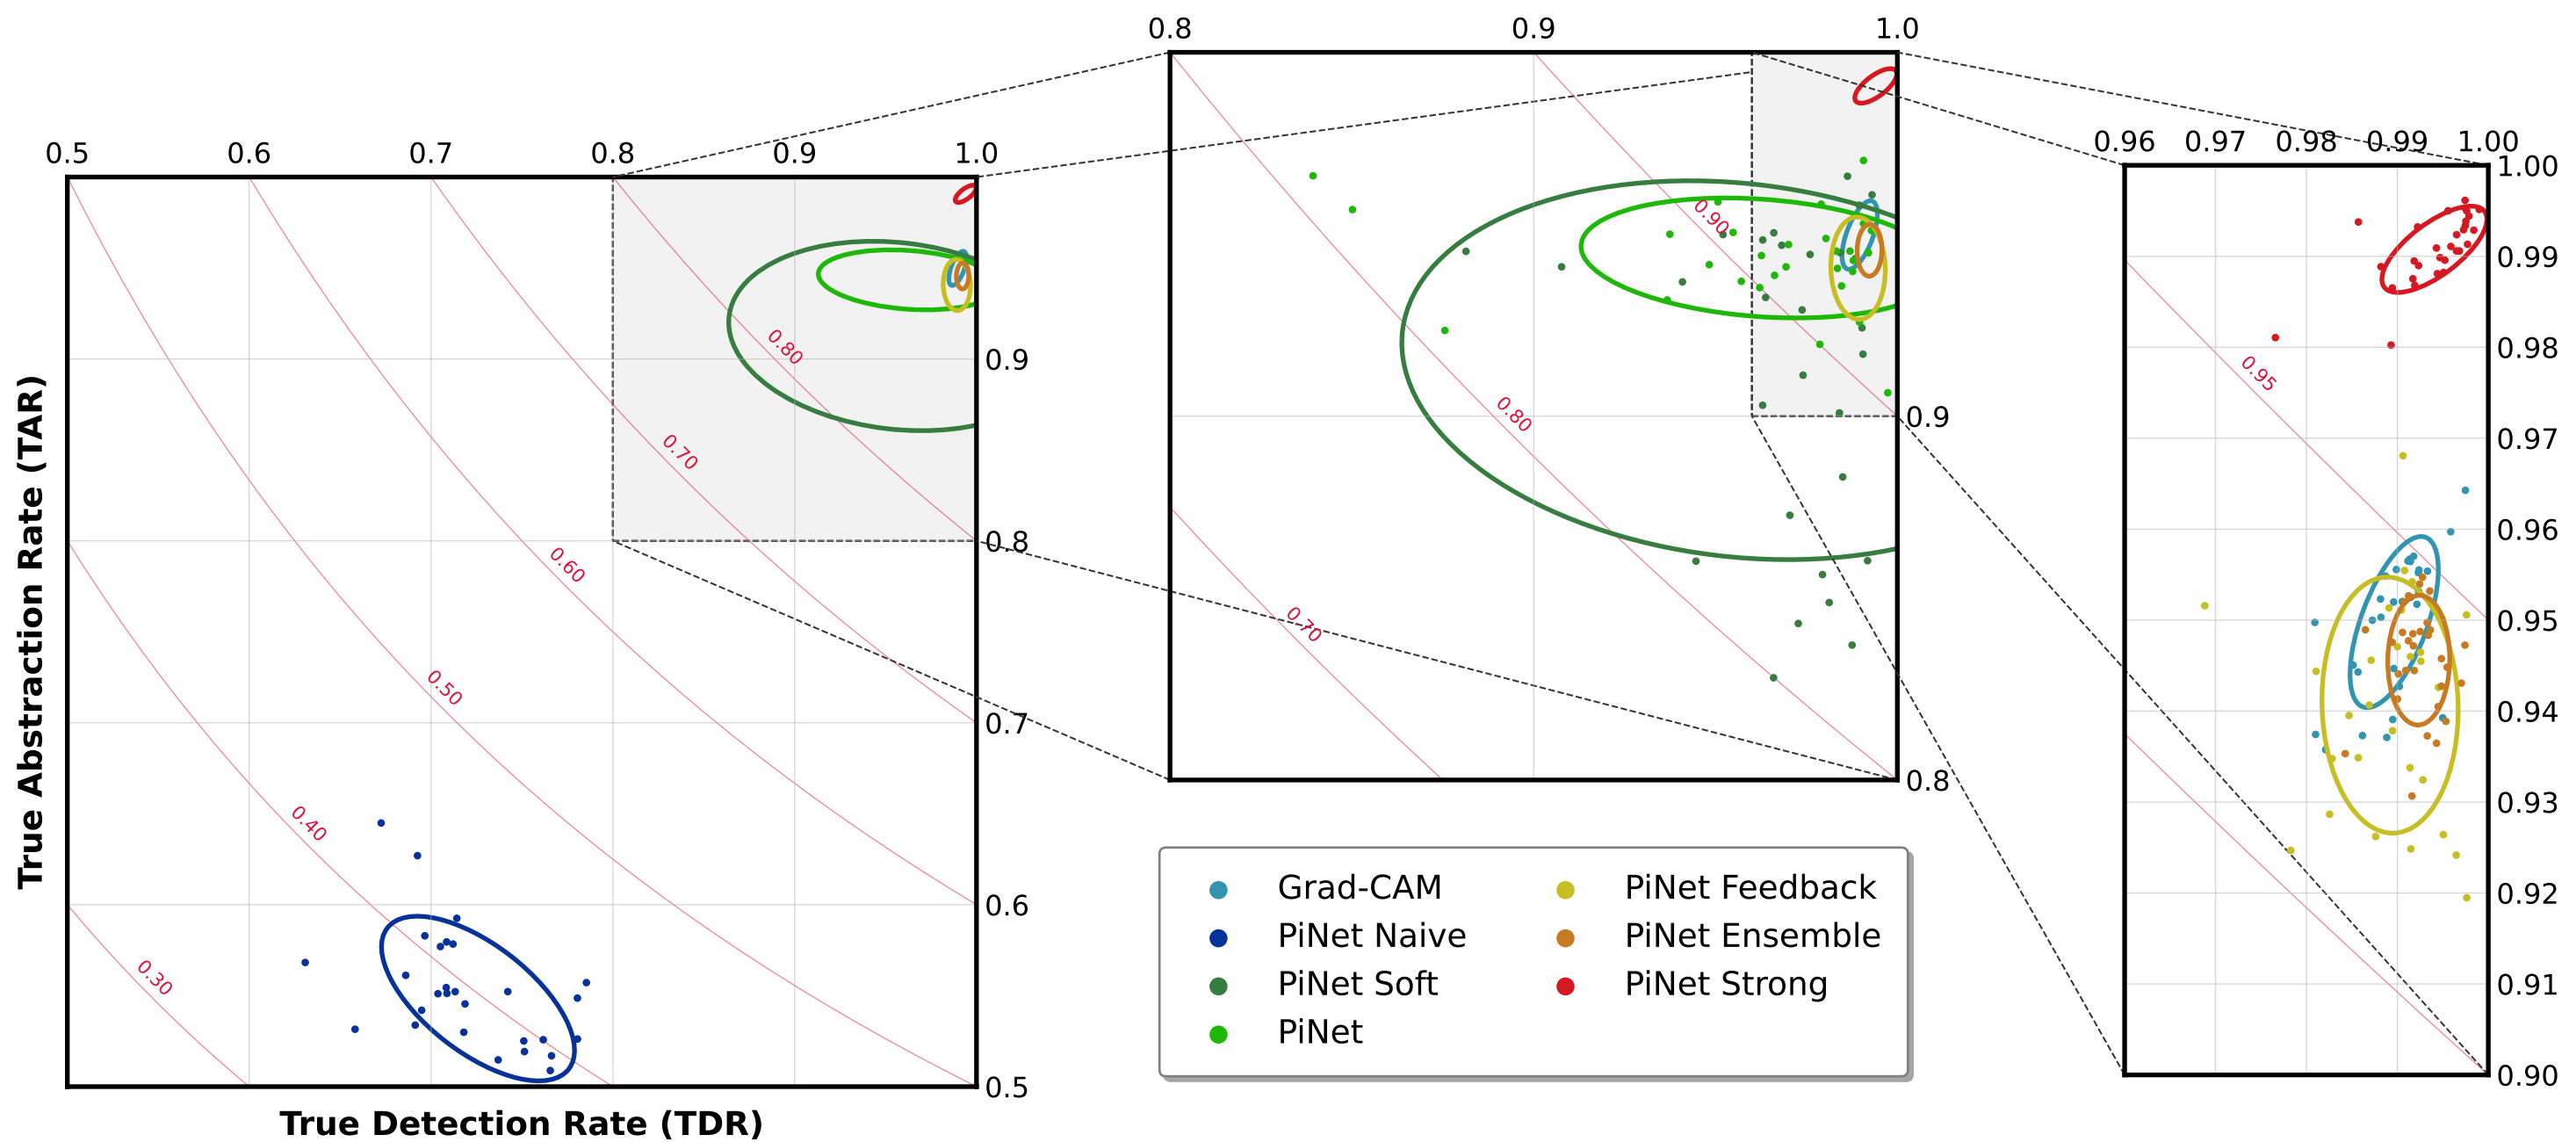 0.8 0.9 1.0
0.5 0.6 0.7 0.8 0.9 1.0
0.96 0.97 0.98 0.99 1.00
1.00
0.99
0.98
0.97
0.96
0.95
0.94
0.93
0.92
0.91
0.90
0.95
0.90
0.80
0.70
0.9
0.8
0.80
0.70
0.60
0.50
0.40
0.30
0.9
0.8
0.7
0.6
0.5
True Abstraction Rate (TAR)
True Detection Rate (TDR)
Grad-CAM
PiNet Naive
PiNet Soft
PiNet
PiNet Feedback
PiNet Ensemble
PiNet Strong